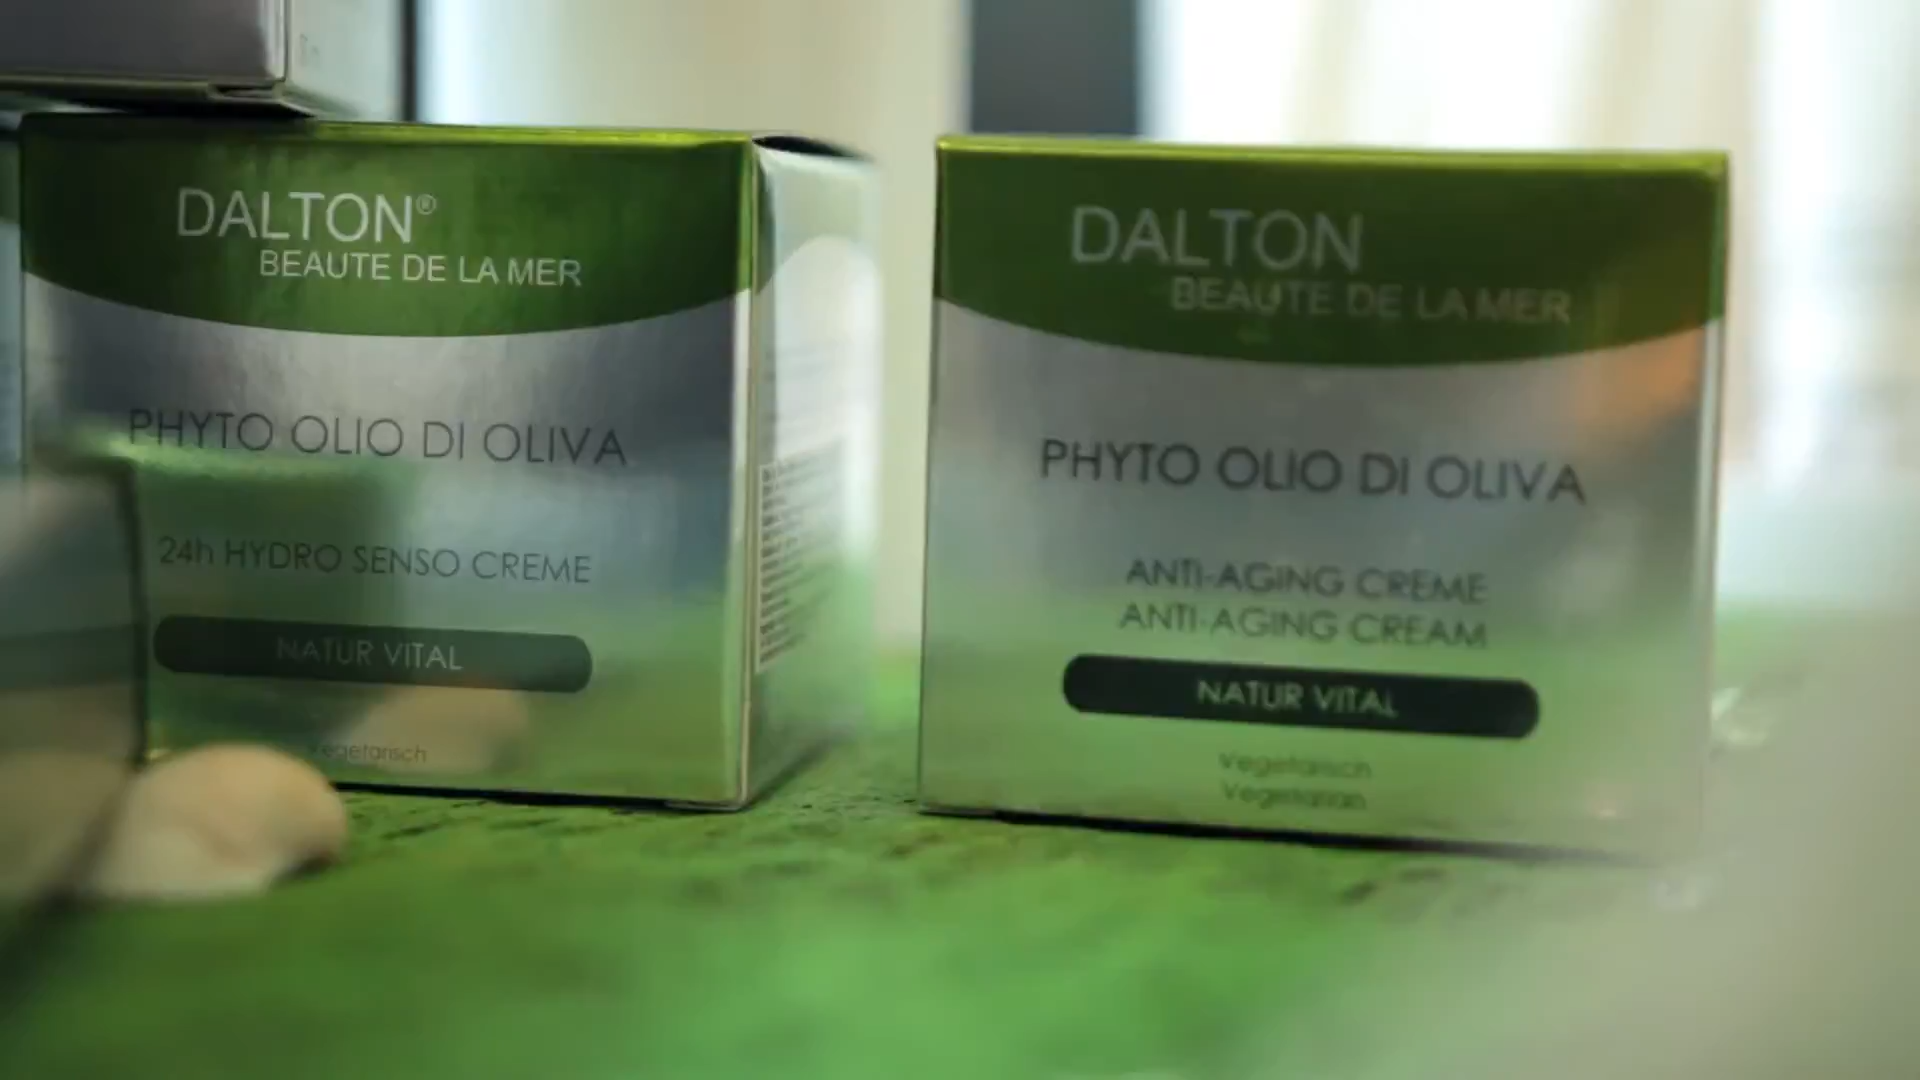 DALTON®
BEAUTE DE LA MER
PHYTO OLIO DI OLIVA
24h HYDRO SENSO CREME
NATUR VITAL
Vegetarisch
DALTON
BEAUTE DE LA MER
PHYTO OLIO DI OLIVA
ANTI-AGING CREME
ANTI-AGING CREAM
NATUR VITAL
Vegetarisch
Vegetarian